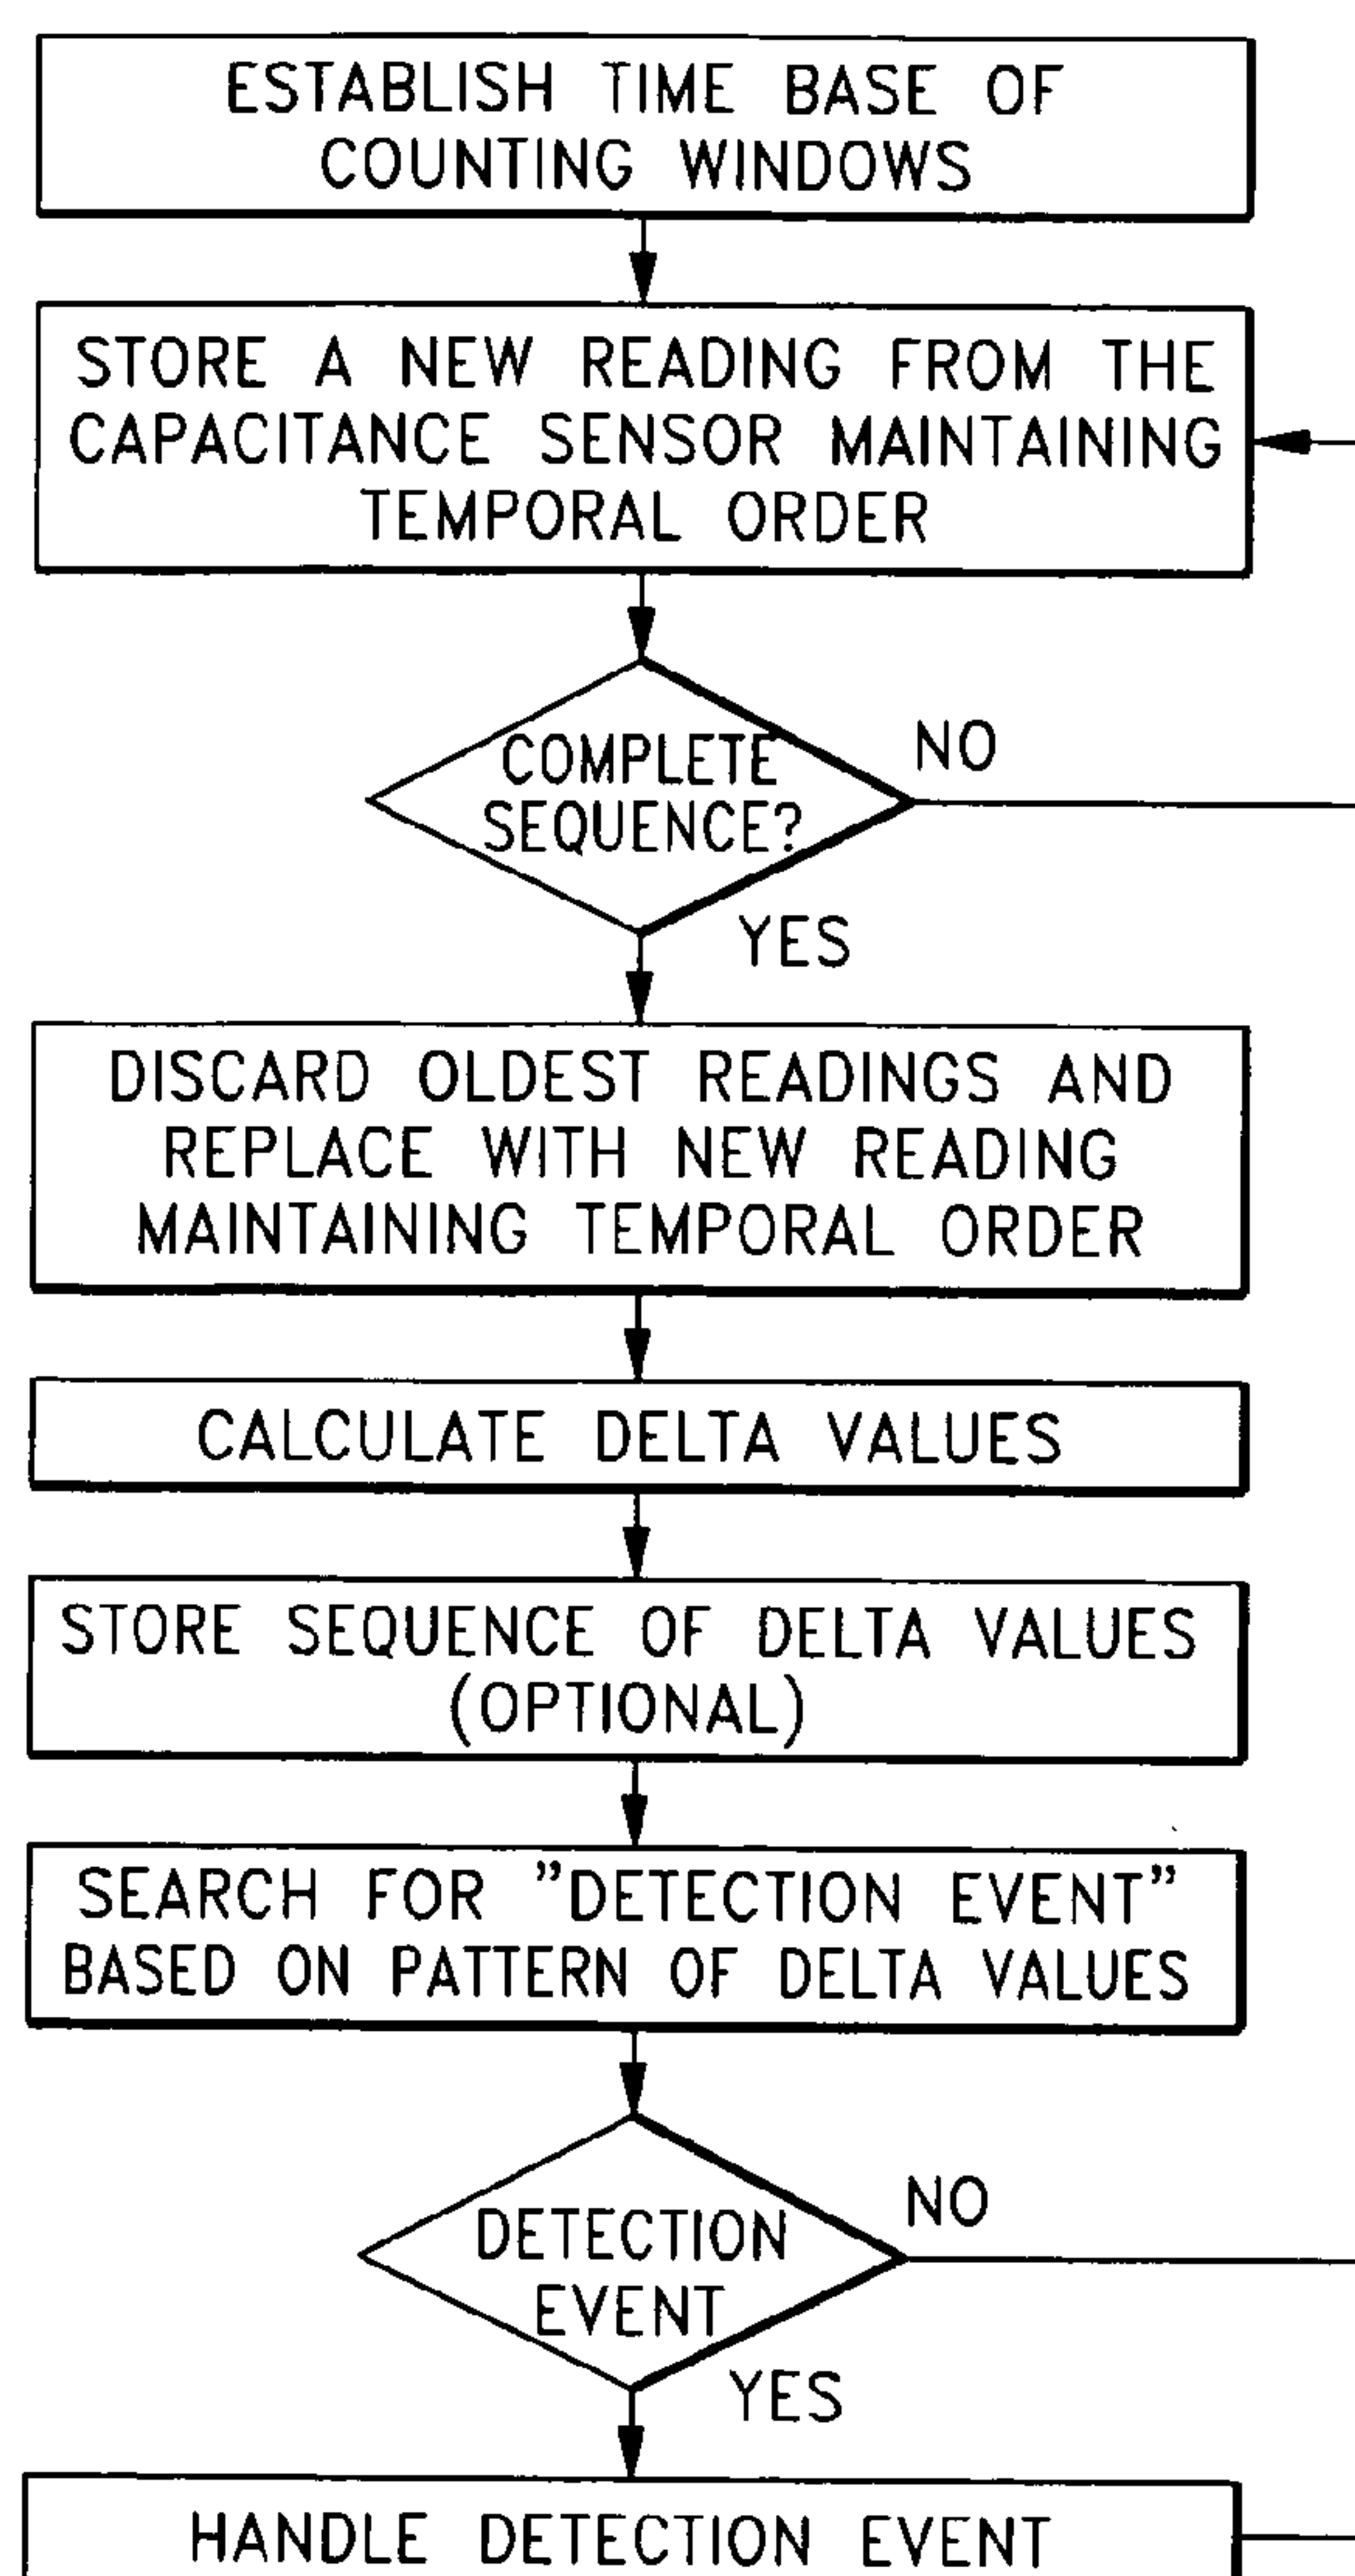 ESTABLISH TIME BASE OF
COUNTING WINDOWS
STORE A NEW READING FROM THE
CAPACITANCE SENSOR MAINTAINING
TEMPORAL ORDER
COMPLETE
SEQUENCE?
NO
YES
DISCARD OLDEST READINGS AND
REPLACE WITH NEW READING
MAINTAINING TEMPORAL ORDER
CALCULATE DELTA VALUES
STORE SEQUENCE OF DELTA VALUES
(OPTIONAL)
SEARCH FOR ”DETECTION EVENT”
BASED ON PATTERN OF DELTA VALUES
DETECTION
EVENT
NO
YES
HANDLE DETECTION EVENT